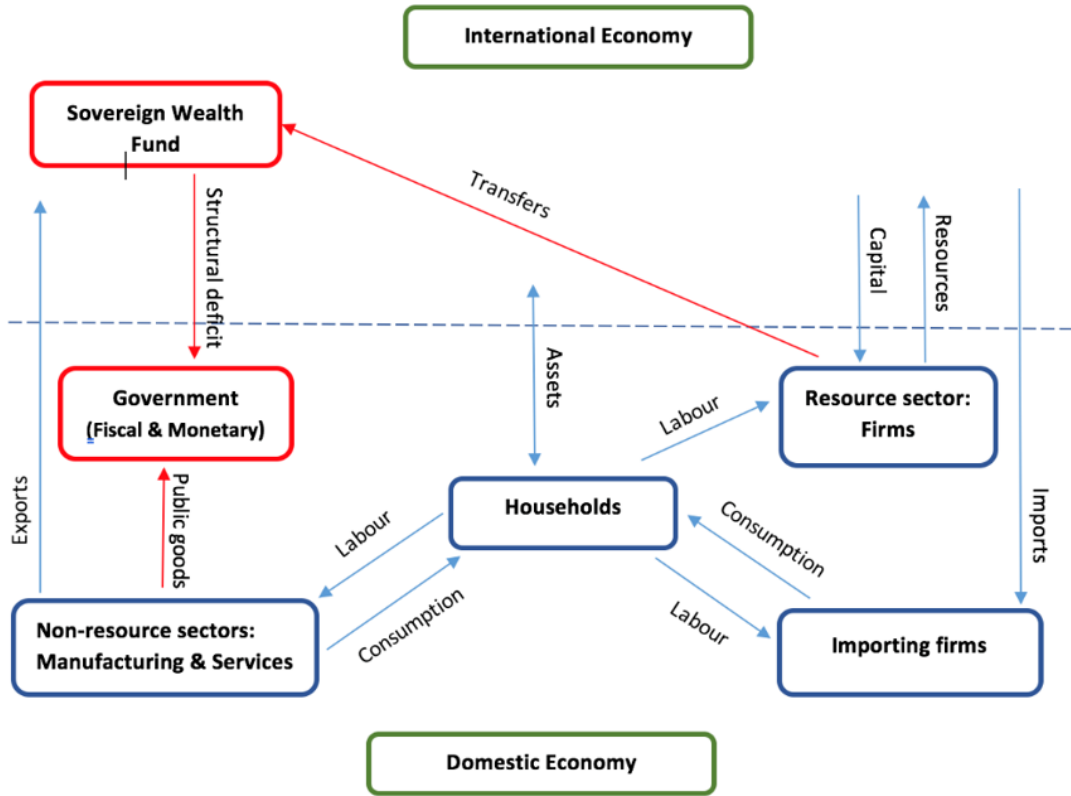 International Economy
Sovereign Wealth
Fund
Transfers
Structural deficit
Capital
Resources
Assets
Government
(Fiscal & Monetary)
Resource sector:
Firms
Labour
Exports
Public goods
Households
Imports
Labour
Consumption
Consumption
Labour
Non-resource sectors:
Manufacturing & Services
Importing firms
Domestic Economy